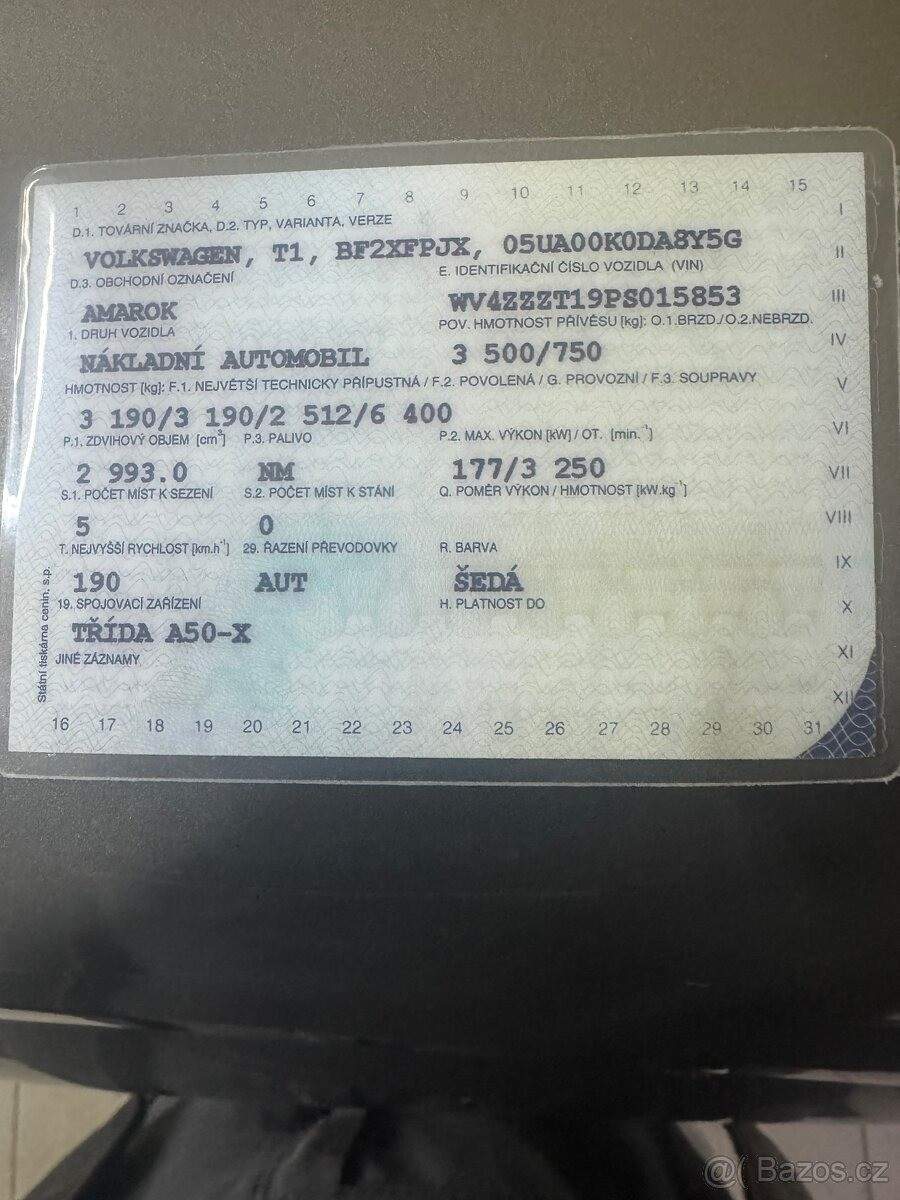 1 2 3 4 5 6 7 8 9 10 11 12 13 14 15
D.1. TOVÁRNÍ ZNAČKA, D.2. TYP, VARIANTA, VERZE
I
VOLKSWAGEN, T1, BF2XFPJX, 05UA00K0DA8Y5G
II
D.3. OBCHODNÍ OZNAČENÍ E. IDENTIFIKAČNÍ ČÍSLO VOZIDLA (VIN)
AMAROK WV4ZZZT19PS015853
III
1. DRUH VOZIDLA POV. HMOTNOST PŘÍVĚSU [kg]: O.1.BRZD./O.2.NEBRZD.
NÁKLADNÍ AUTOMOBIL 3 500/750
IV
HMOTNOST [kg]: F.1. NEJVĚTŠÍ TECHNICKY PŘÍPUSTNÁ / F.2. POVOLENÁ / G. PROVOZNÍ / F.3. SOUPRAVY
V
3 190/3 190/2 512/6 400
P.1. ZDVIHOVÝ OBJEM [cm³] P.3. PALIVO P.2. MAX. VÝKON [kW] / OT. [min.⁻¹]
VI
2 993.0 NM 177/3 250
VII
S.1. POČET MÍST K SEZENÍ S.2. POČET MÍST K STÁNÍ Q. POMĚR VÝKON / HMOTNOST [kW.kg⁻¹]
5 0
VIII
T. NEJVYŠŠÍ RYCHLOST [km.h⁻¹] 29. ŘAZENÍ PŘEVODOVKY R. BARVA
IX
190 AUT ŠEDÁ
19. SPOJOVACÍ ZAŘÍZENÍ H. PLATNOST DO
X
TŘÍDA A50-X
XI
JINÉ ZÁZNAMY
XII
16 17 18 19 20 21 22 23 24 25 26 27 28 29 30 31
Státní tiskárna cenin, s.p.
@ Bazos.cz